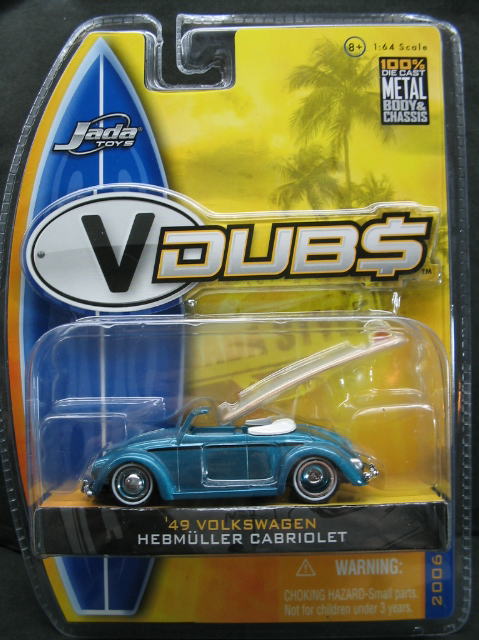 8+ 1:64 Scale
100%
DIE CAST
METAL
BODY &
CHASSIS
Jada
TOYS
V DUB$ ™
'49 VOLKSWAGEN
HEBMÜLLER CABRIOLET
WARNING:
CHOKING HAZARD-Small parts.
Not for children under 3 years.
2006